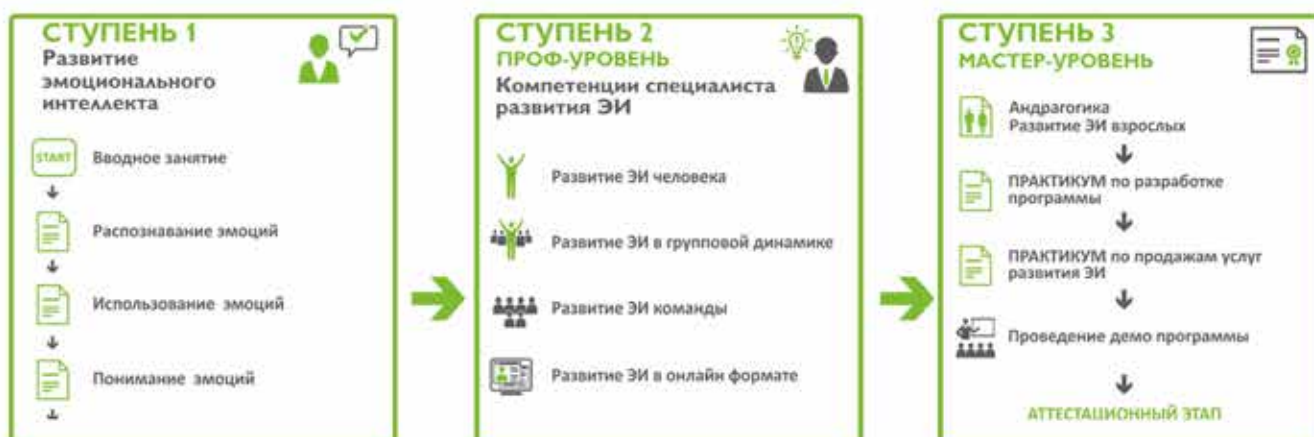 СТУПЕНЬ 1
Развитие
эмоционального
интеллекта
START
Вводное занятие
Распознавание эмоций
Использование эмоций
Понимание эмоций
СТУПЕНЬ 2
ПРОФ-УРОВЕНЬ
Компетенции специалиста
развития ЭИ
Развитие ЭИ человека
Развитие ЭИ в групповой динамике
Развитие ЭИ команды
Развитие ЭИ в онлайн формате
СТУПЕНЬ 3
МАСТЕР-УРОВЕНЬ
Андрагогика
Развитие ЭИ взрослых
ПРАКТИКУМ по разработке
программы
ПРАКТИКУМ по продажам услуг
развития ЭИ
Проведение демо программы
АТТЕСТАЦИОННЫЙ ЭТАП